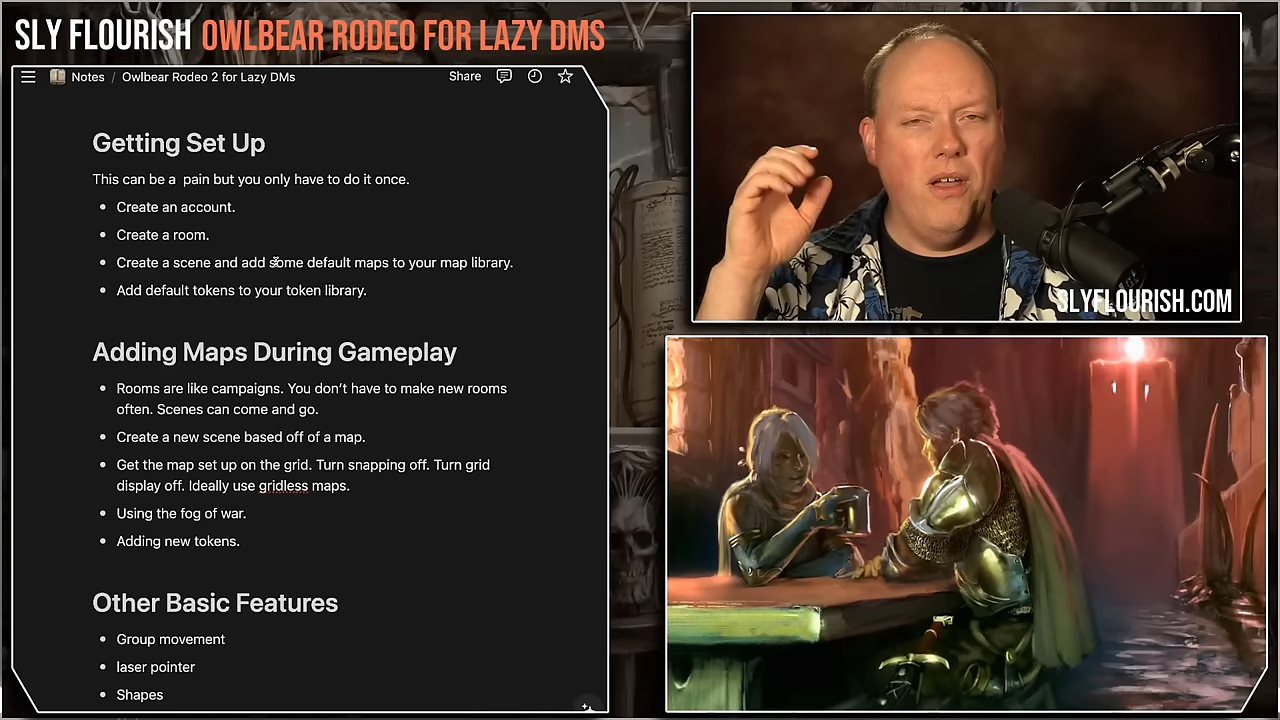 SLY FLOURISH OWLBEAR RODEO FOR LAZY DMS
Notes / Owlbear Rodeo 2 for Lazy DMs
Share
Getting Set Up
This can be a  pain but you only have to do it once.
• Create an account.
• Create a room.
• Create a scene and add some default maps to your map library.
• Add default tokens to your token library.
Adding Maps During Gameplay
• Rooms are like campaigns. You don’t have to make new rooms
often. Scenes can come and go.
• Create a new scene based off of a map.
• Get the map set up on the grid. Turn snapping off. Turn grid
display off. Ideally use gridless maps.
• Using the fog of war.
• Adding new tokens.
Other Basic Features
• Group movement
• laser pointer
• Shapes
SLYFLOURISH.COM